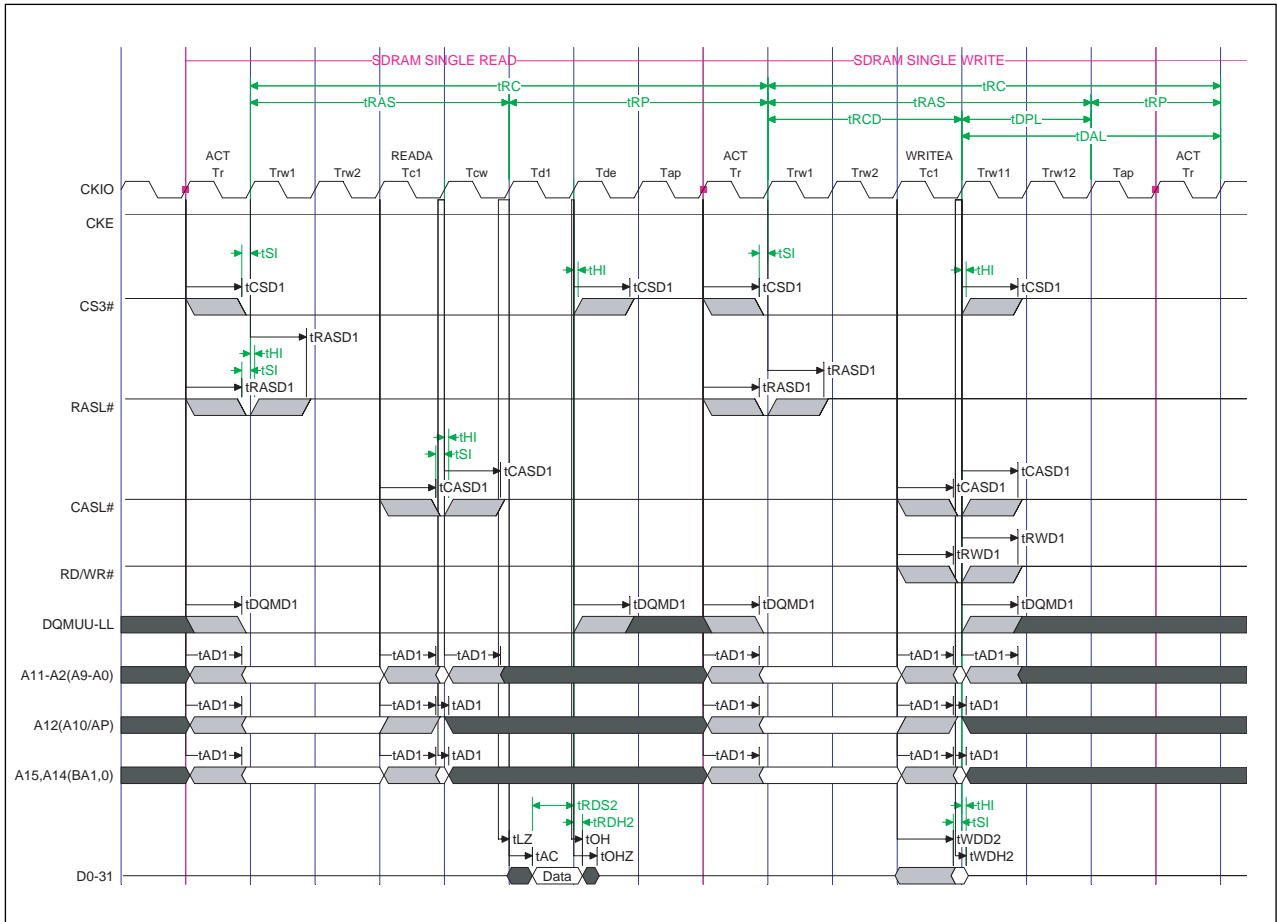 SDRAM SINGLE READ SDRAM SINGLE WRITE
tRC tRC
tRAS tRP tRAS tRP
tRCD tDPL
tDAL
ACT READA ACT WRITEA ACT
CKIO Tr Trw1 Trw2 Tc1 Tcw Td1 Tde Tap Tr Trw1 Trw2 Tc1 Trw11 Trw12 Tap Tr
CKE
tSI tSI
tHI tHI
tCSD1 tCSD1 tCSD1 tCSD1
CS3#
tRASD1
tHI
tSI tRASD1
tRASD1 tRASD1
RASL#
tHI
tSI
tCASD1 tCASD1
tCASD1 tCASD1
CASL#
tRWD1
tRWD1
RD/WR#
tDQMD1 tDQMD1 tDQMD1 tDQMD1
DQMUU-LL
tAD1 tAD1 tAD1 tAD1 tAD1 tAD1
A11-A2(A9-A0)
tAD1 tAD1 tAD1 tAD1 tAD1 tAD1
A12(A10/AP)
tAD1 tAD1 tAD1 tAD1 tAD1 tAD1
A15,A14(BA1,0)
tRDS2 tHI
tRDH2 tSI
tLZ tOH tWDD2
tAC tOHZ tWDH2
D0-31 Data